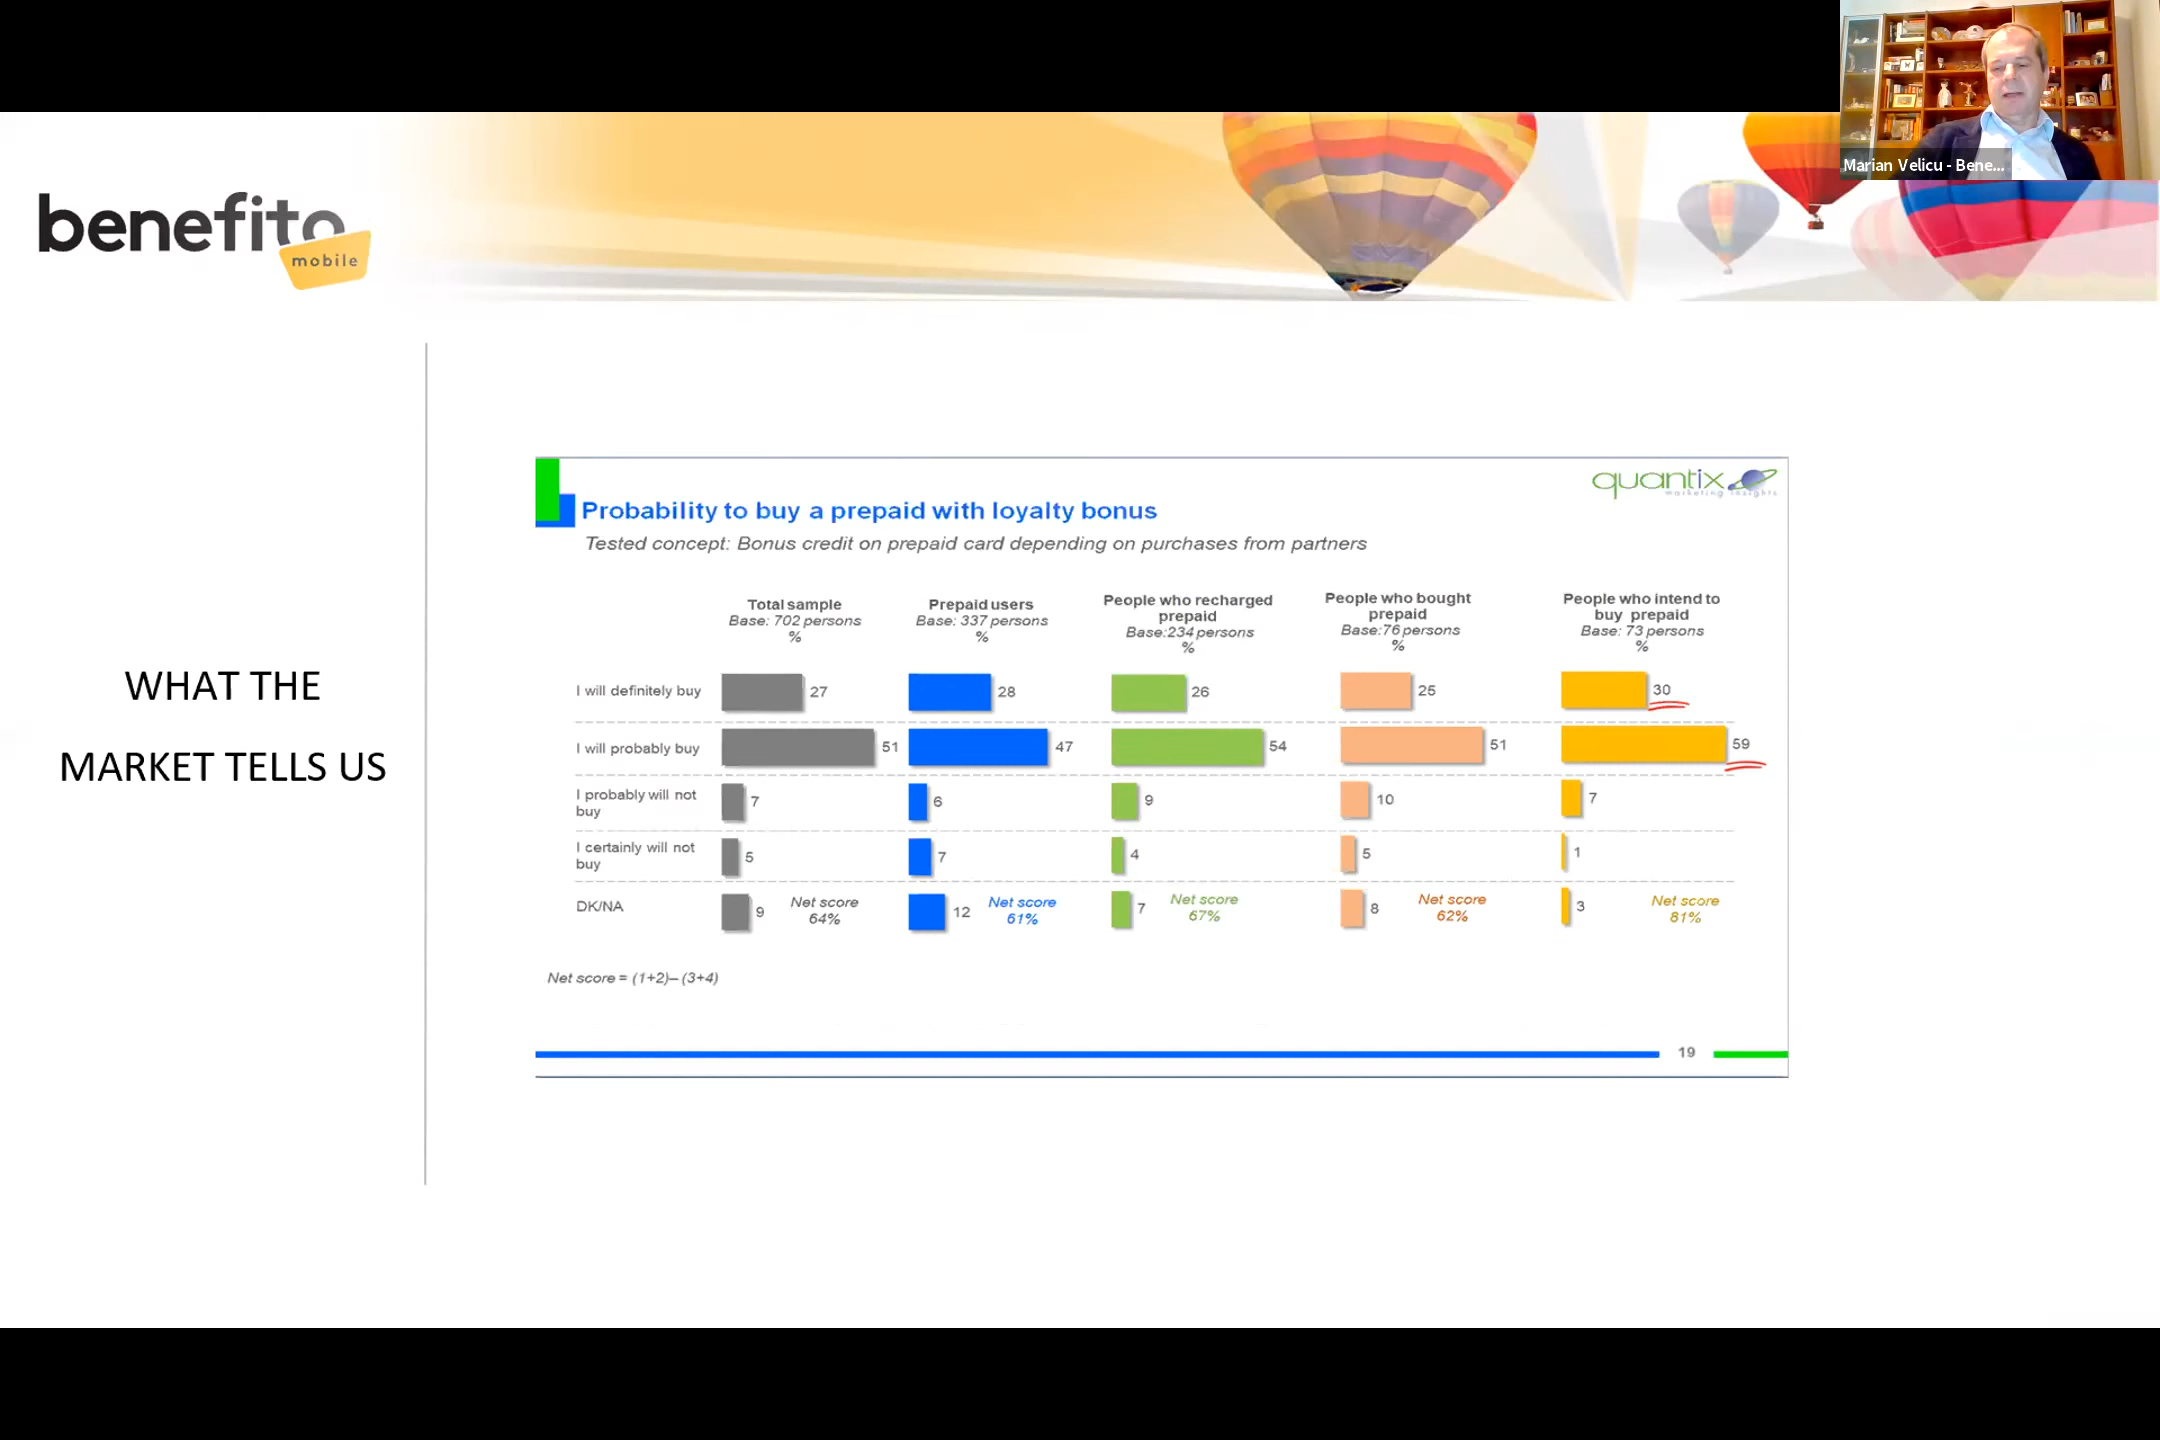 Marian Velicu - Bene...
benefito
mobile
WHAT THE
MARKET TELLS US
quantix
marketing insights
Probability to buy a prepaid with loyalty bonus
Tested concept: Bonus credit on prepaid card depending on purchases from partners
Total sample
Base: 702 persons
%
Prepaid users
Base: 337 persons
%
People who recharged
prepaid
Base:234 persons
%
People who bought
prepaid
Base:76 persons
%
People who intend to
buy prepaid
Base: 73 persons
%
I will definitely buy 27 28 26 25 30
I will probably buy 51 47 54 51 59
I probably will not
buy
7 6 9 10 7
I certainly will not
buy
5 7 4 5 1
DK/NA 9 12 7 8 3
Net score
64%
Net score
61%
Net score
67%
Net score
62%
Net score
81%
Net score = (1+2)– (3+4)
19